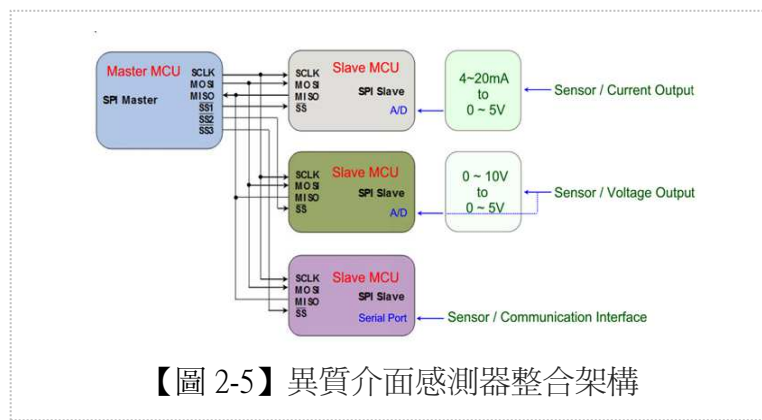 Master MCU
SPI Master
SCLK
MOSI
MISO
SS1
SS2
SS3
SCLK
MOSI
MISO
SS
Slave MCU
SPI Slave
A/D
4~20mA
to
0 ~ 5V
Sensor / Current Output
SCLK
MOSI
MISO
SS
Slave MCU
SPI Slave
A/D
0 ~ 10V
to
0 ~ 5V
Sensor / Voltage Output
SCLK
MOSI
MISO
SS
Slave MCU
SPI Slave
Serial Port
Sensor / Communication Interface
【圖 2-5】異質介面感測器整合架構